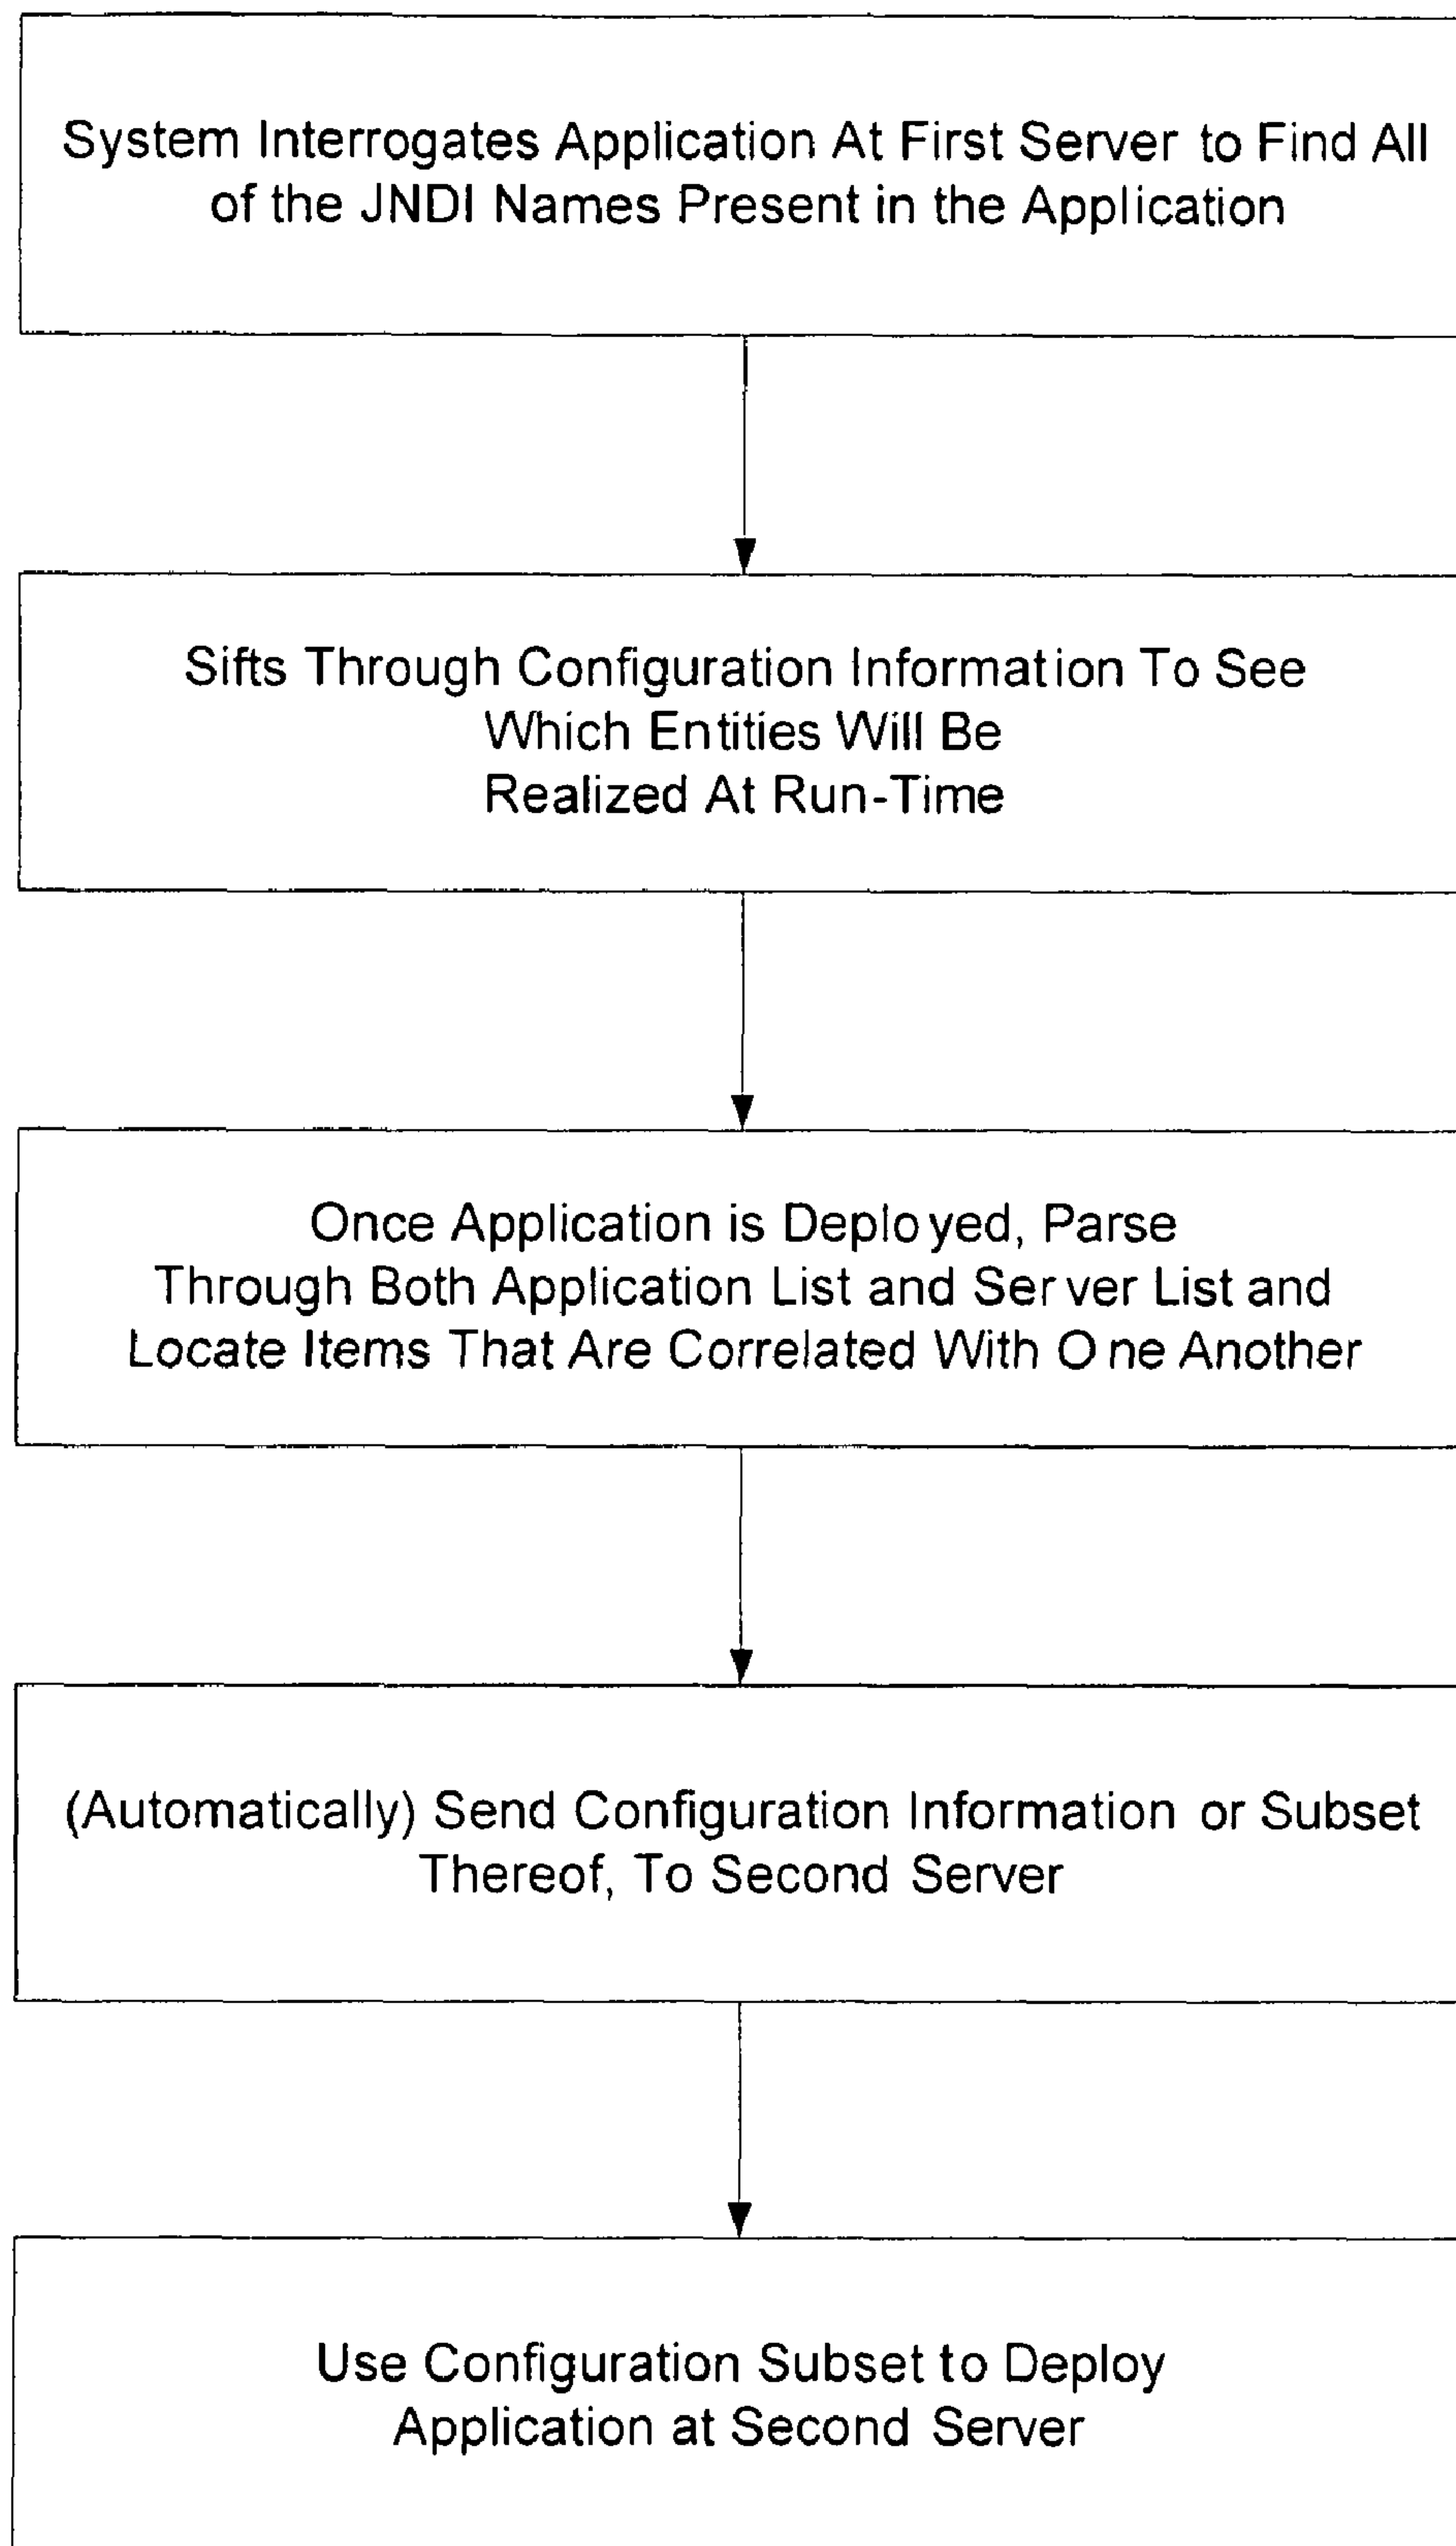 System Interrogates Application At First Server to Find All
of the JNDI Names Present in the Application
Sifts Through Configuration Information To See
Which Entities Will Be
Realized At Run-Time
Once Application is Deployed, Parse
Through Both Application List and Server List and
Locate Items That Are Correlated With One Another
(Automatically) Send Configuration Information or Subset
Thereof, To Second Server
Use Configuration Subset to Deploy
Application at Second Server